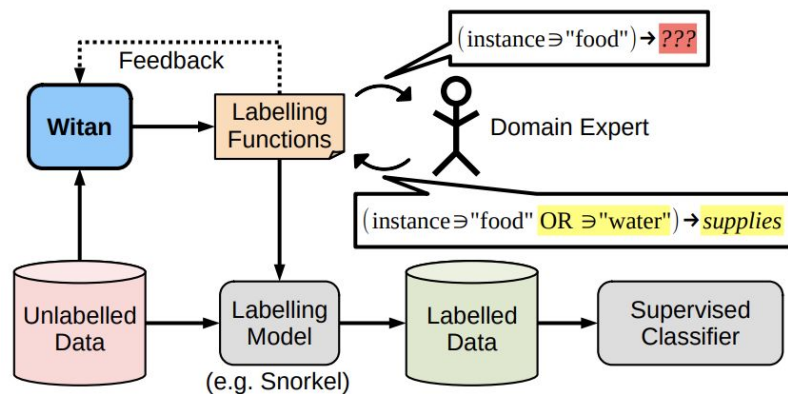 (instance∋"food")➔???
Feedback
Witan
Labelling
Functions
Domain Expert
(instance∋"food" OR ∋"water")➔supplies
Unlabelled
Data
Labelling
Model
(e.g. Snorkel)
Labelled
Data
Supervised
Classifier